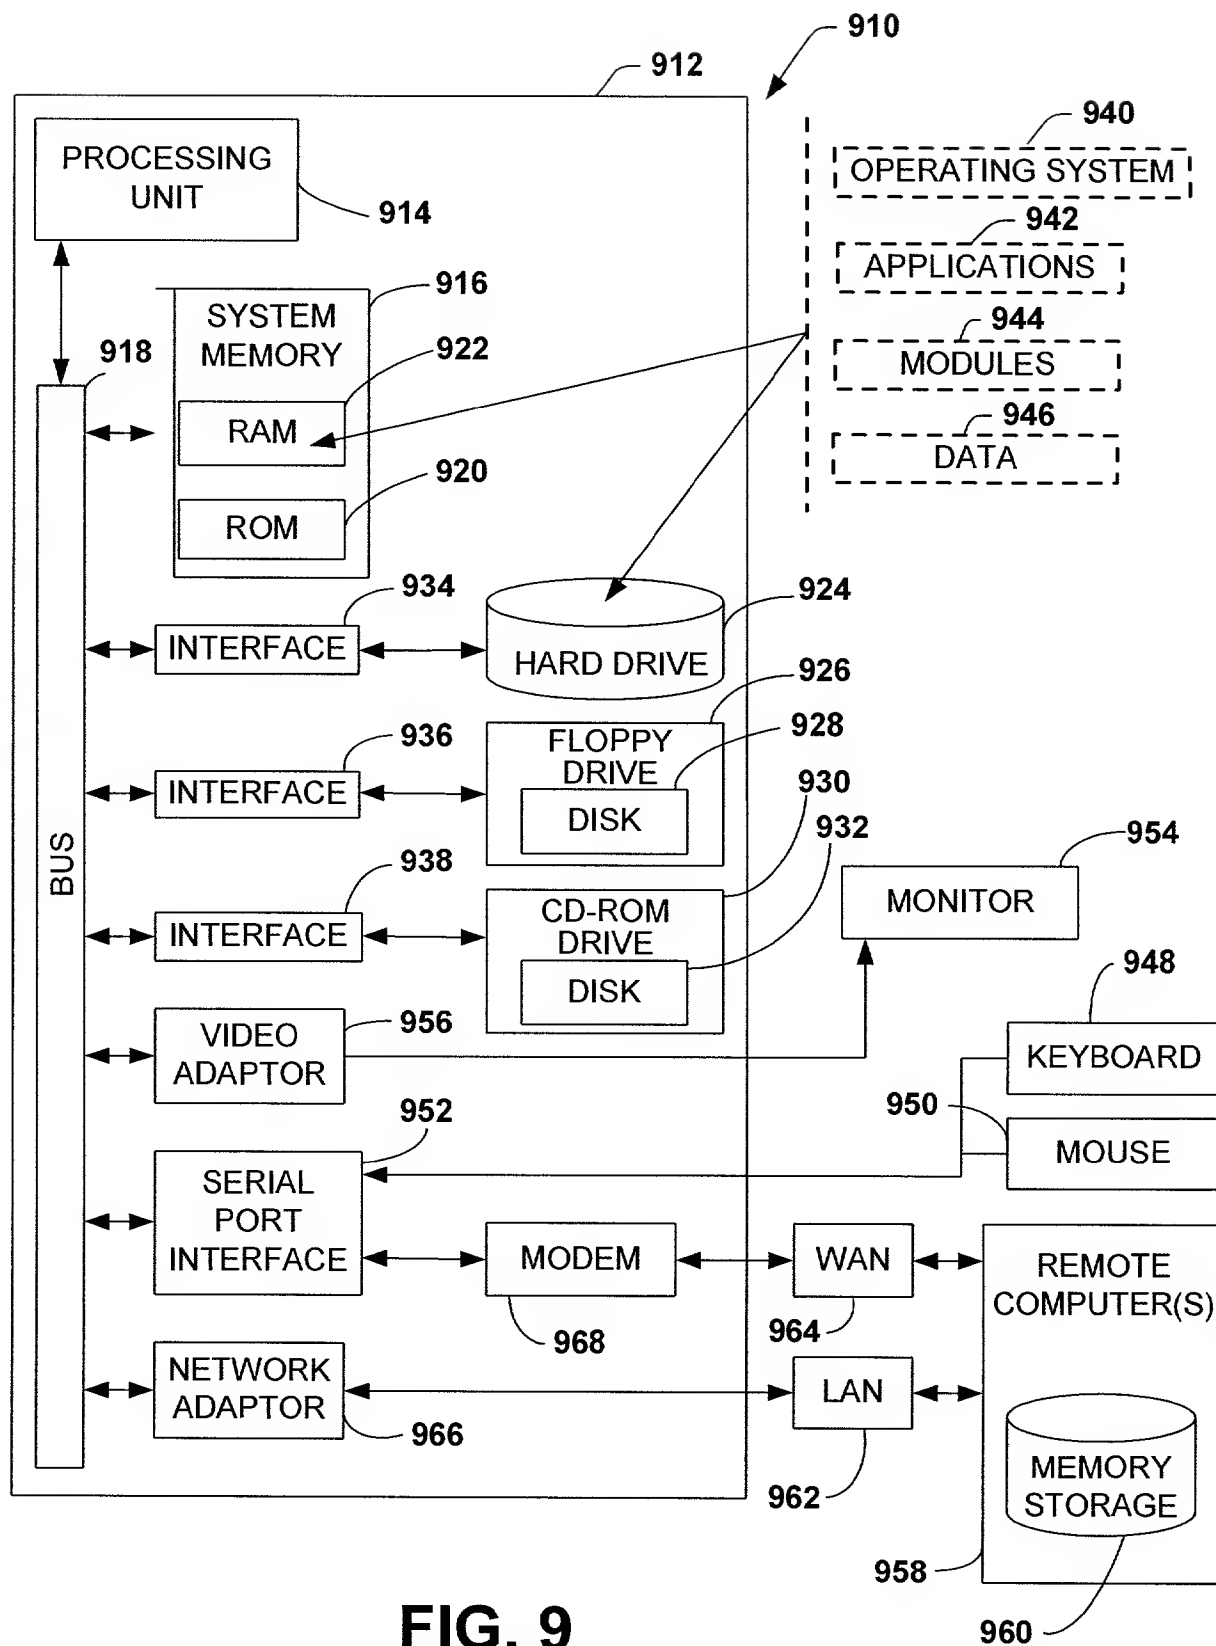 910
912
PROCESSING
UNIT
914
940
OPERATING SYSTEM
942
APPLICATIONS
944
MODULES
946
DATA
916
SYSTEM
MEMORY
918
922
RAM
920
ROM
934
INTERFACE
924
HARD DRIVE
926
936
INTERFACE
FLOPPY
DRIVE
928
DISK
930
932
938
INTERFACE
CD-ROM
DRIVE
DISK
BUS
954
MONITOR
948
KEYBOARD
950
MOUSE
956
VIDEO
ADAPTOR
952
SERIAL
PORT
INTERFACE
MODEM
968
WAN
964
REMOTE
COMPUTER(S)
NETWORK
ADAPTOR
966
LAN
962
MEMORY
STORAGE
958
960
FIG. 9